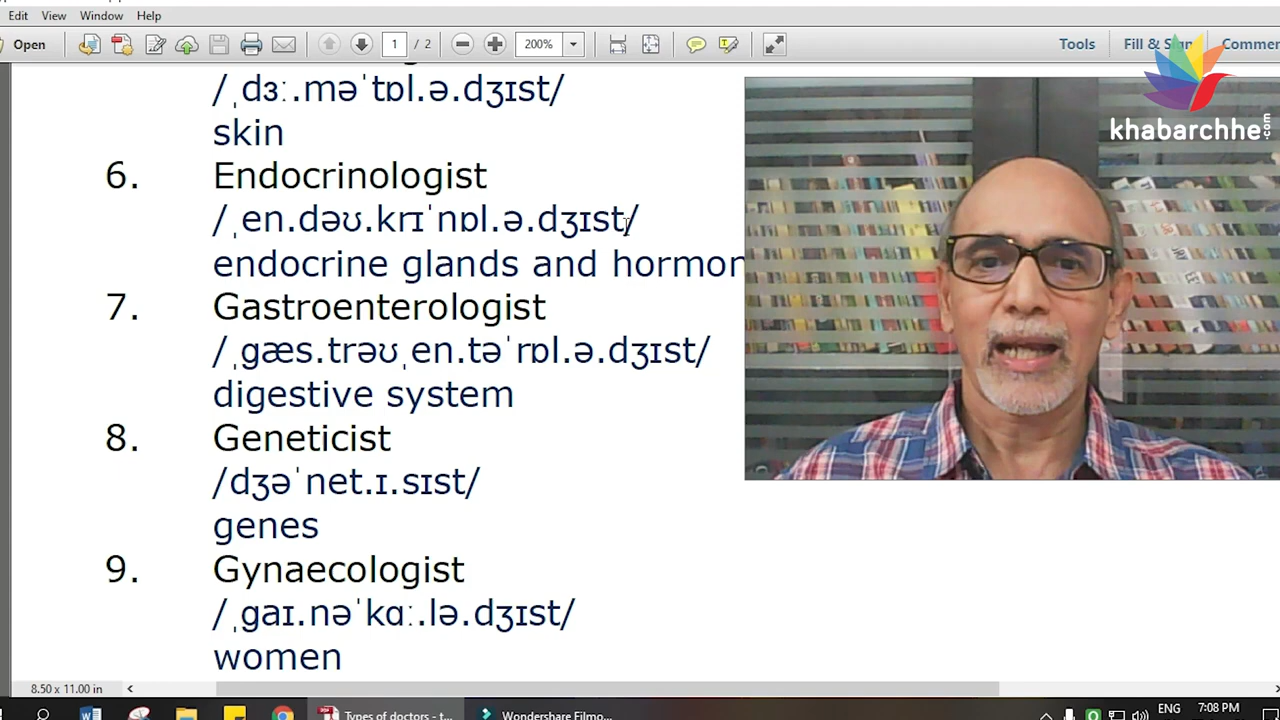 Edit View Window Help
Open 1 / 2 200% Tools Fill & Sign Commen
khabarchhe.com
/ˌdɜː.məˈtɒl.ə.dʒɪst/
skin
6. Endocrinologist
/ˌen.dəʊ.krɪˈnɒl.ə.dʒɪst/
endocrine glands and hormon
7. Gastroenterologist
/ˌɡæs.trəʊˌen.təˈrɒl.ə.dʒɪst/
digestive system
8. Geneticist
/dʒəˈnet.ɪ.sɪst/
genes
9. Gynaecologist
/ˌɡaɪ.nəˈkɑː.lə.dʒɪst/
women
8.50 x 11.00 in
Types of doctors - t... Wondershare Filmo... ENG 7:08 PM